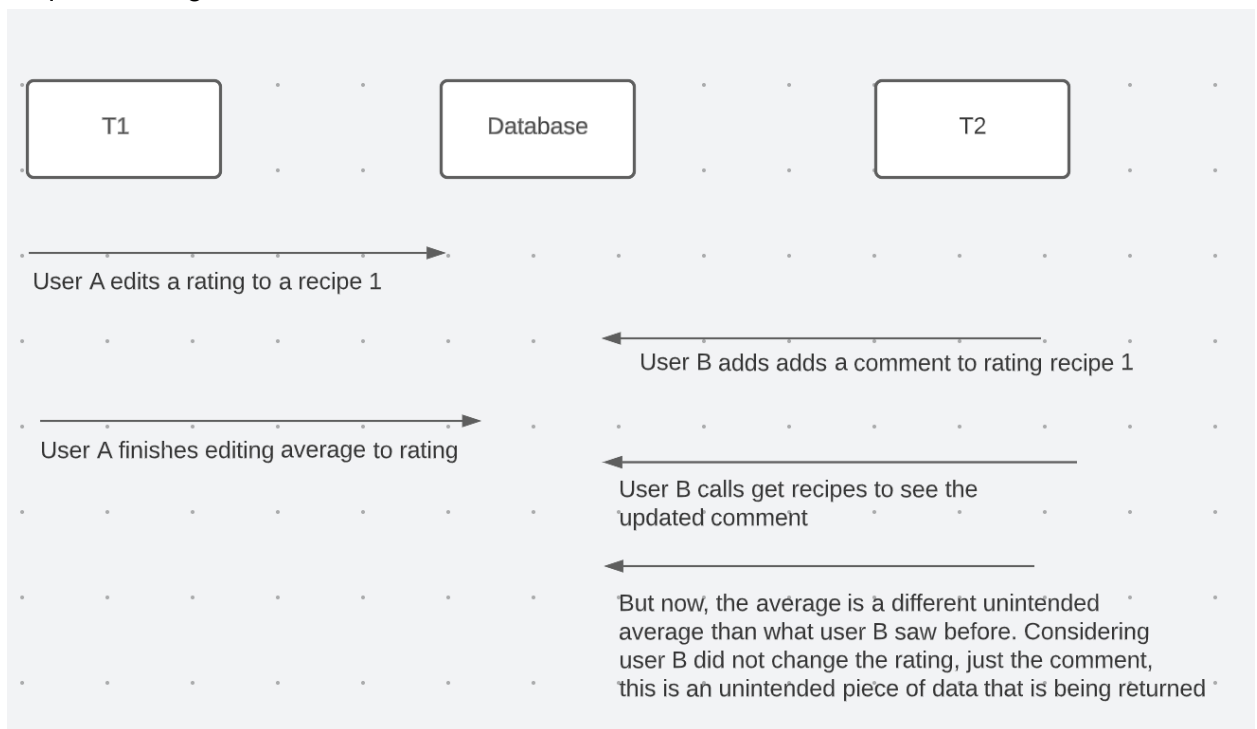 T1
Database
T2
User A edits a rating to a recipe 1
User B adds adds a comment to rating recipe 1
User A finishes editing average to rating
User B calls get recipes to see the
updated comment
But now, the average is a different unintended
average than what user B saw before. Considering
user B did not change the rating, just the comment,
this is an unintended piece of data that is being returned